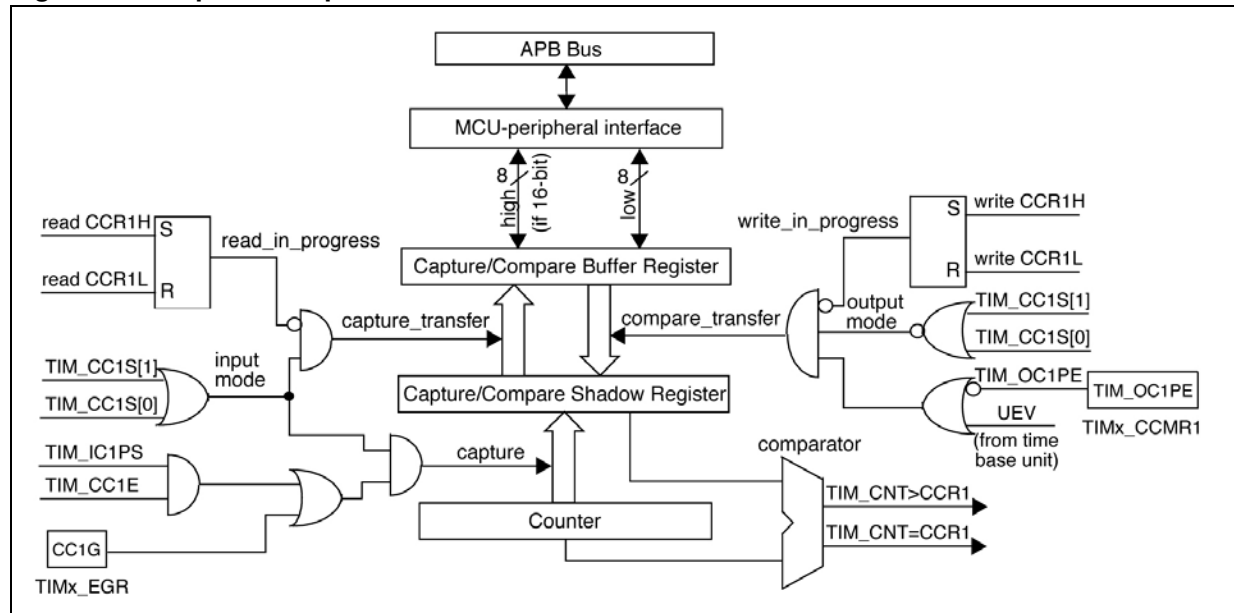 APB Bus
MCU-peripheral interface
8
high
(if 16-bit)
8
low
read CCR1H
S
read_in_progress
read CCR1L
R
write_in_progress
S
write CCR1H
R
write CCR1L
Capture/Compare Buffer Register
capture_transfer
compare_transfer
output
mode
TIM_CC1S[1]
TIM_CC1S[0]
input
mode
TIM_CC1S[1]
TIM_CC1S[0]
Capture/Compare Shadow Register
TIM_OC1PE
TIM_OC1PE
UEV
TIMx_CCMR1
(from time
base unit)
comparator
TIM_IC1PS
TIM_CC1E
capture
Counter
TIM_CNT>CCR1
TIM_CNT=CCR1
CC1G
TIMx_EGR